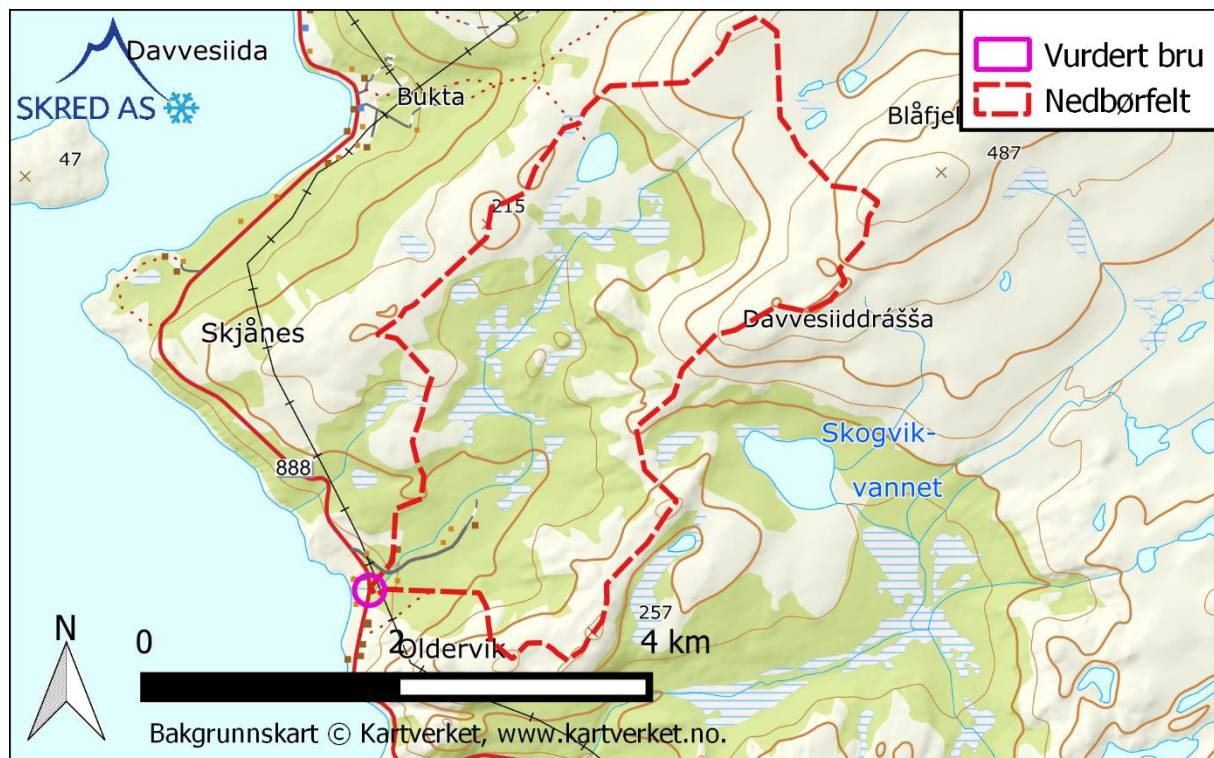 Davvesiida
SKRED AS
Vurdert bru
Nedbørfelt
Bukta
Blåfjel
47
487
215
Skjånes
Davvesiiddrášša
Skogvik-
vannet
888
257
N
0
2
4 km
Oldervik
Bakgrunnskart © Kartverket, www.kartverket.no.